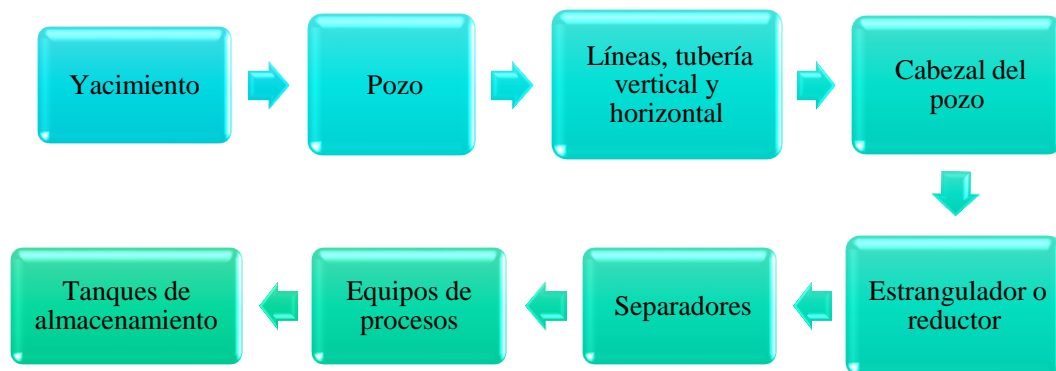 Yacimiento
Pozo
Líneas, tubería
vertical y
horizontal
Cabezal del
pozo
Estrangulador o
reductor
Separadores
Equipos de
procesos
Tanques de
almacenamiento